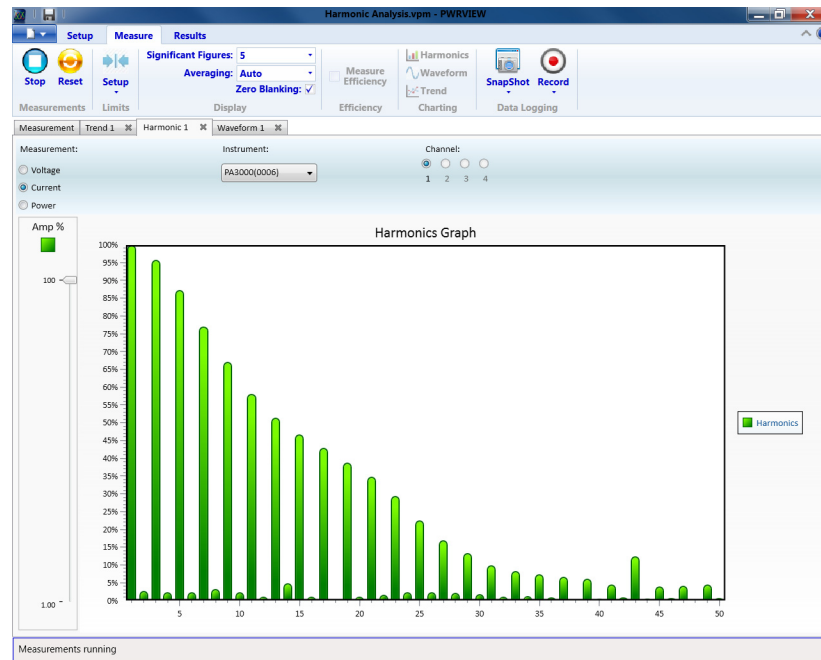 Harmonic Analysis.vpm - PWRVIEW
Setup Measure Results
Stop Reset Setup Significant Figures: 5 Averaging: Auto Zero Blanking: Measure Efficiency Harmonics Waveform Trend SnapShot Record
Measurements Limits Display Efficiency Charting Data Logging
Measurement Trend 1 Harmonic 1 Waveform 1
Measurement: Instrument: Channel:
Voltage
PA3000(0006)
Current
1 2 3 4
Power
Amp %
Harmonics Graph
100
1.00
100%
95%
90%
85%
80%
75%
70%
65%
60%
55%
50%
45%
40%
35%
30%
25%
20%
15%
10%
5%
0%
5 10 15 20 25 30 35 40 45 50
Harmonics
Measurements running